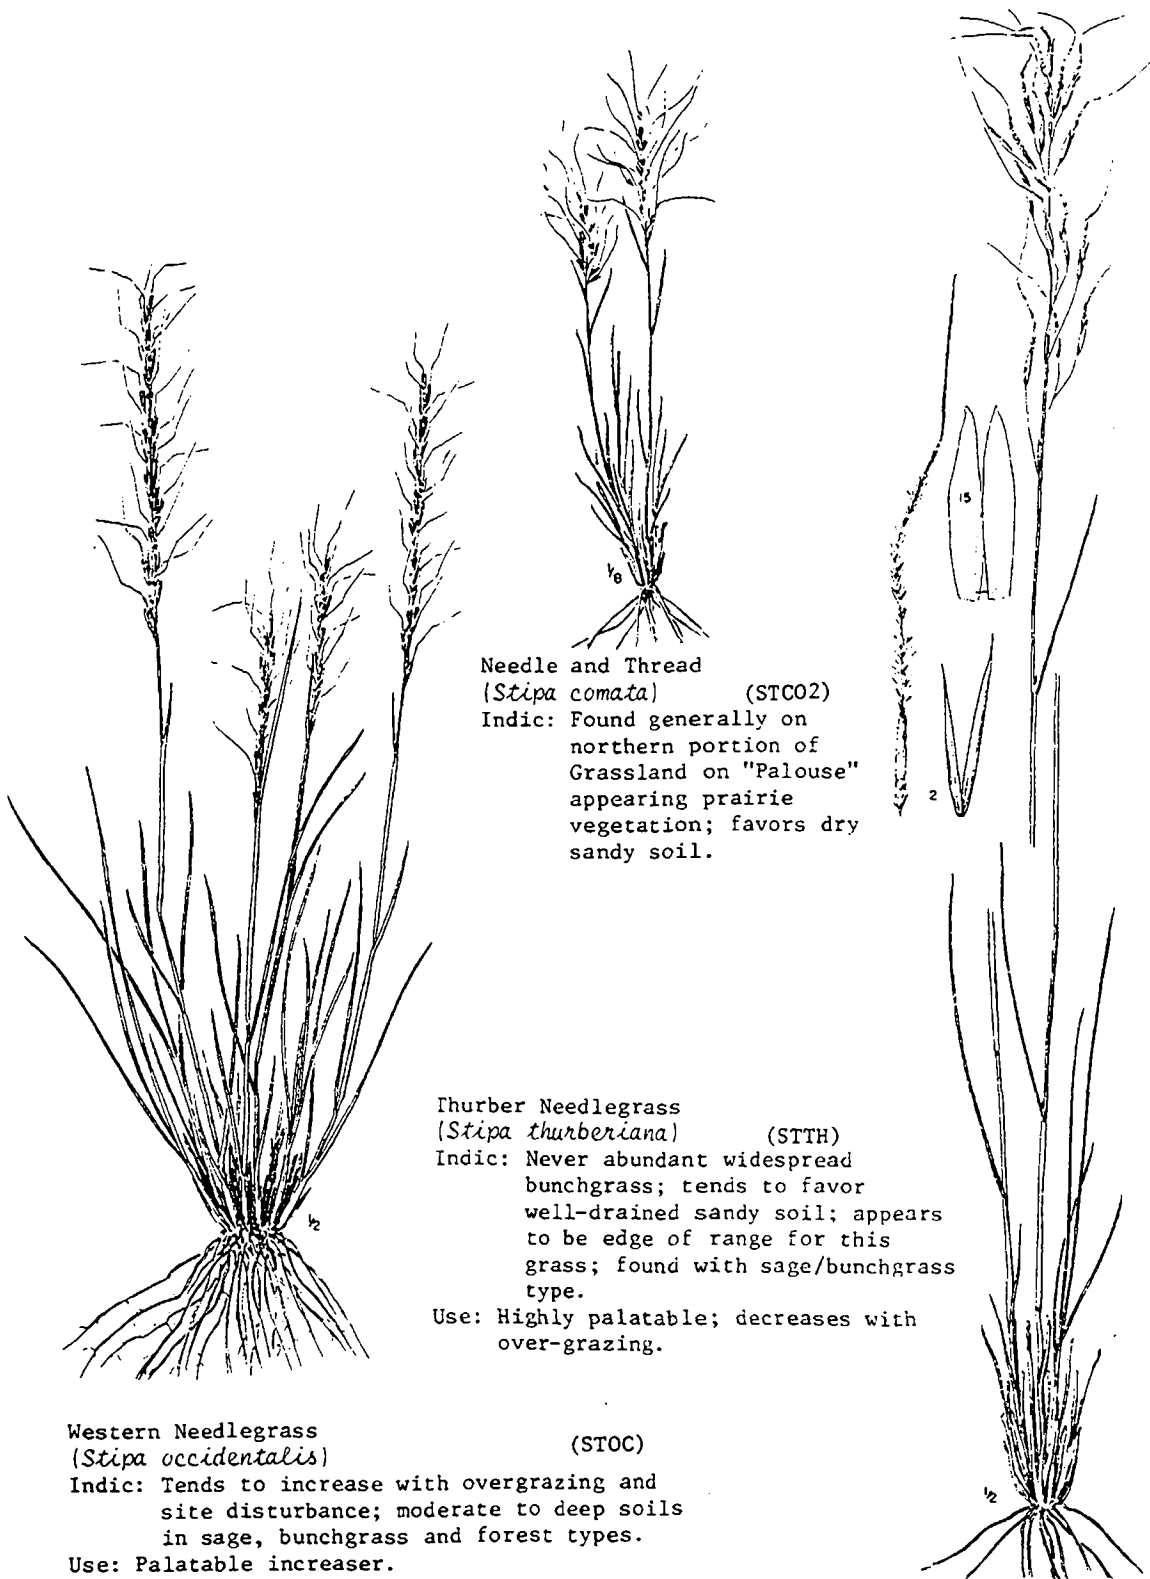 15
1/8
Needle and Thread
(Stipa comata) (STCO2)
Indic: Found generally on
northern portion of
Grassland on "Palouse"
appearing prairie
vegetation; favors dry
sandy soil.
2
Thurber Needlegrass
(Stipa thurberiana) (STTH)
Indic: Never abundant widespread
bunchgrass; tends to favor
well-drained sandy soil; appears
to be edge of range for this
grass; found with sage/bunchgrass
type.
Use: Highly palatable; decreases with
over-grazing.
1/2
Western Needlegrass
(Stipa occidentalis) (STOC)
Indic: Tends to increase with overgrazing and
site disturbance; moderate to deep soils
in sage, bunchgrass and forest types.
Use: Palatable increaser.
1/2